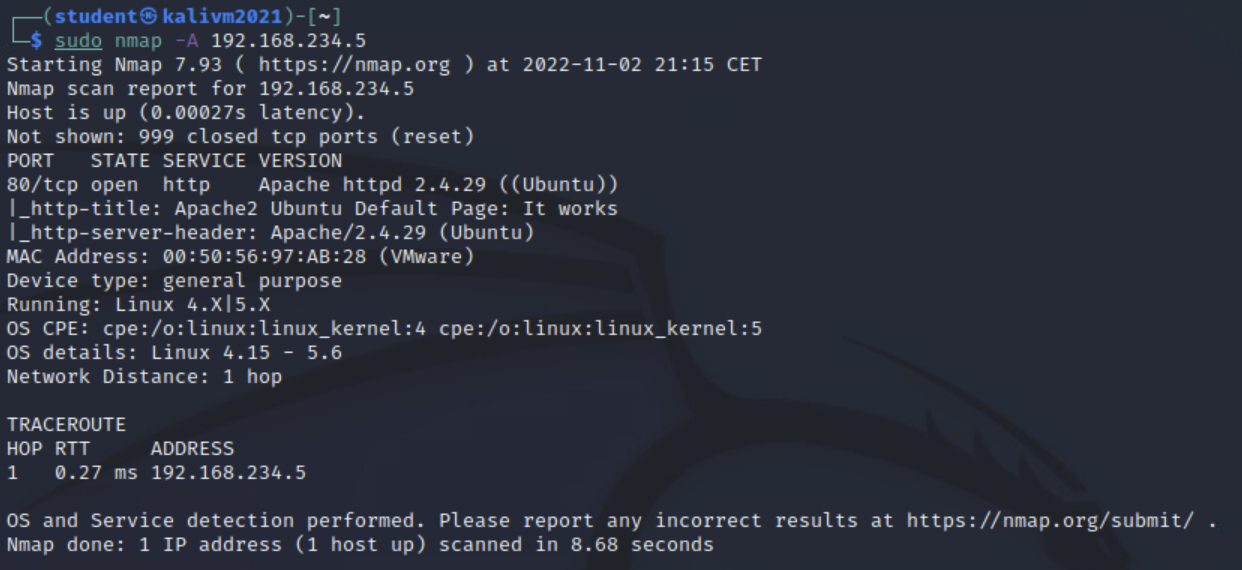 ┌──(student㉿kalivm2021)-[~]
└─$ sudo nmap -A 192.168.234.5
Starting Nmap 7.93 ( https://nmap.org ) at 2022-11-02 21:15 CET
Nmap scan report for 192.168.234.5
Host is up (0.00027s latency).
Not shown: 999 closed tcp ports (reset)
PORT   STATE SERVICE VERSION
80/tcp open  http    Apache httpd 2.4.29 ((Ubuntu))
|_http-title: Apache2 Ubuntu Default Page: It works
|_http-server-header: Apache/2.4.29 (Ubuntu)
MAC Address: 00:50:56:97:AB:28 (VMware)
Device type: general purpose
Running: Linux 4.X|5.X
OS CPE: cpe:/o:linux:linux_kernel:4 cpe:/o:linux:linux_kernel:5
OS details: Linux 4.15 - 5.6
Network Distance: 1 hop

TRACEROUTE
HOP RTT     ADDRESS
1   0.27 ms 192.168.234.5

OS and Service detection performed. Please report any incorrect results at https://nmap.org/submit/ .
Nmap done: 1 IP address (1 host up) scanned in 8.68 seconds